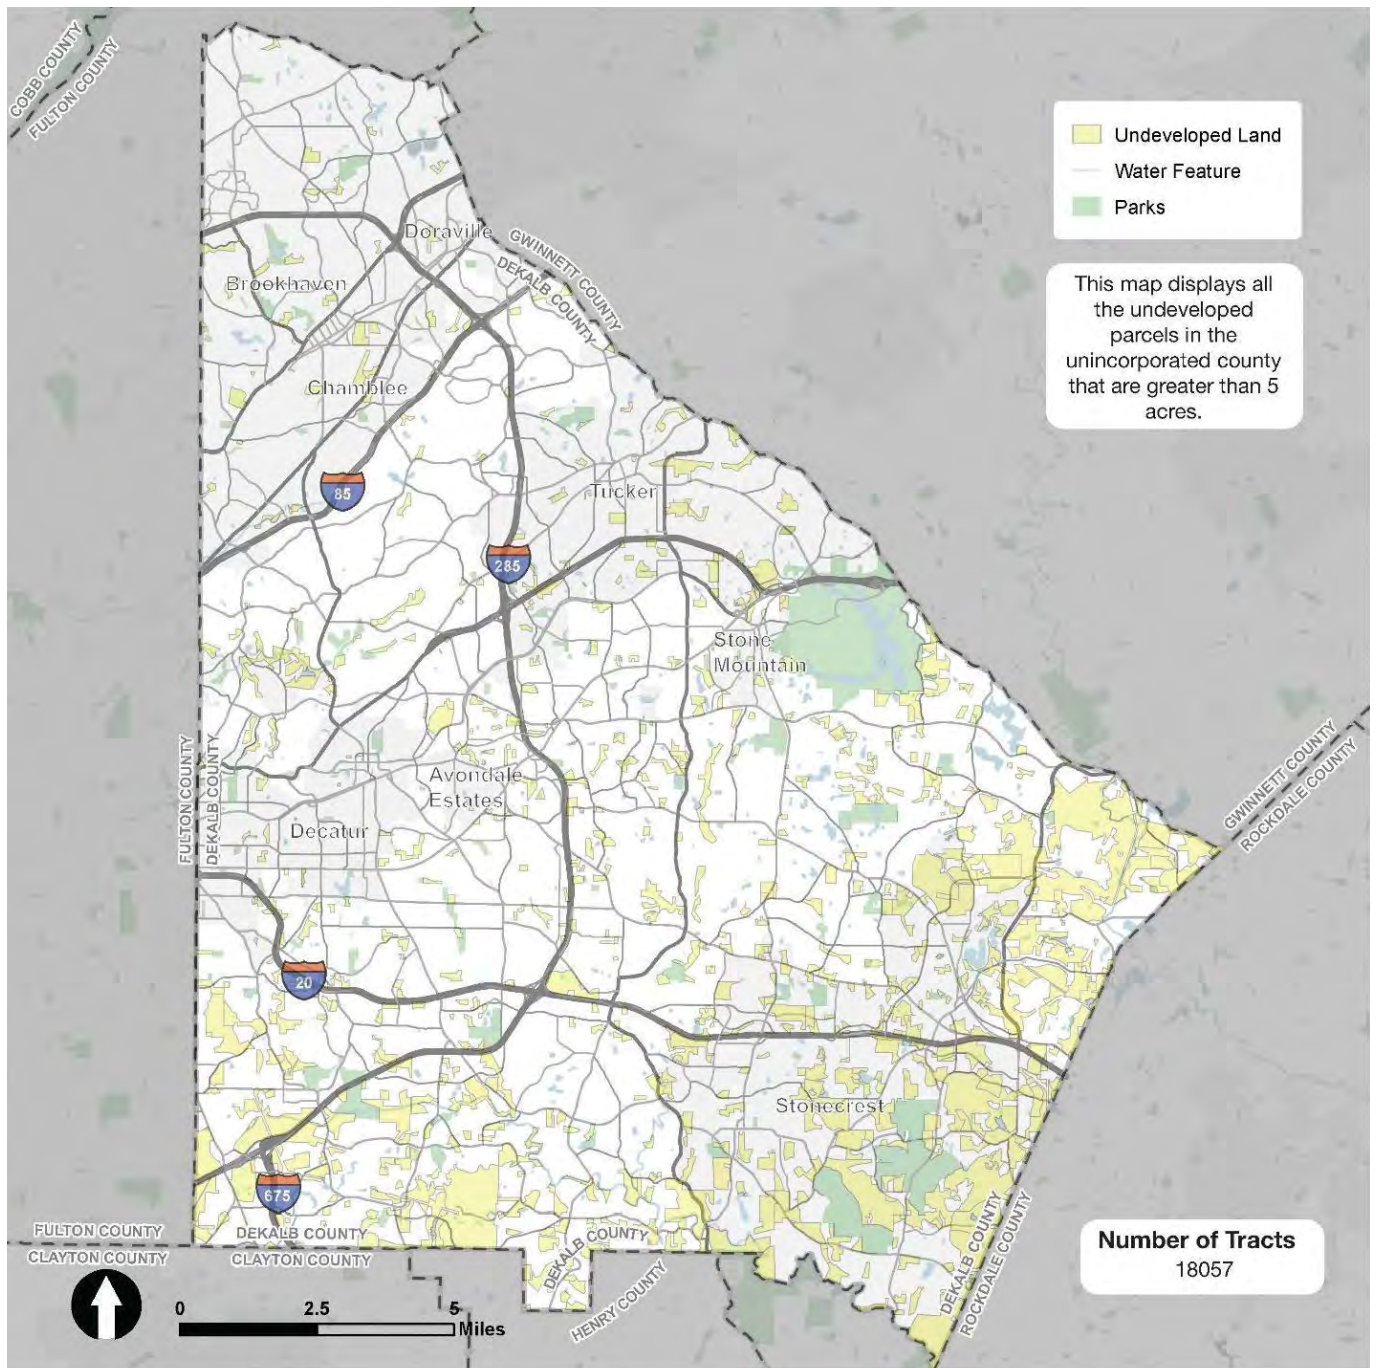 COBB COUNTY
FULTON COUNTY
Undeveloped Land
Water Feature
Parks
This map displays all
the undeveloped
parcels in the
unincorporated county
that are greater than 5
acres.
Doraville
GWINNETT COUNTY
DEKALB COUNTY
Brookhaven
Chamblee
85
Tucker
285
Stone
Mountain
FULTON COUNTY
DEKALB COUNTY
GWINNETT COUNTY
ROCKDALE COUNTY
Avondale
Estates
Decatur
20
Stonecrest
675
FULTON COUNTY
CLAYTON COUNTY
DEKALB COUNTY
CLAYTON COUNTY
DEKALB COUNTY
HENRY COUNTY
DEKALB COUNTY
ROCKDALE COUNTY
Number of Tracts
18057
0 2.5 5
Miles